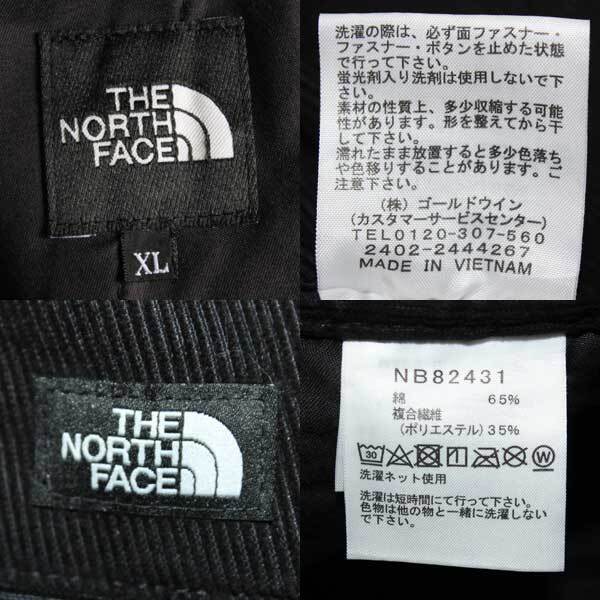 THE
NORTH
FACE
XL
洗濯の際は、必ず面ファスナー・
ファスナー・ボタンを止めた状態
で行って下さい。
蛍光剤入り洗剤は使用しないで下
さい。
素材の性質上、多少収縮する可能
性があります。形を整えてから干
して下さい。
濡れたまま放置すると多少色落ち
や色移りすることがあります。ご
注意下さい。
(株) ゴールドウイン
(カスタマーサービスセンター)
TEL0120-307-560
2402-2444267
MADE IN VIETNAM
THE
NORTH
FACE
NB82431
綿 65%
複合繊維
(ポリエステル) 35%
30 W
洗濯ネット使用
洗濯は短時間にて行って下さい。
色物は他の物と一緒に洗濯しないで
下さい。